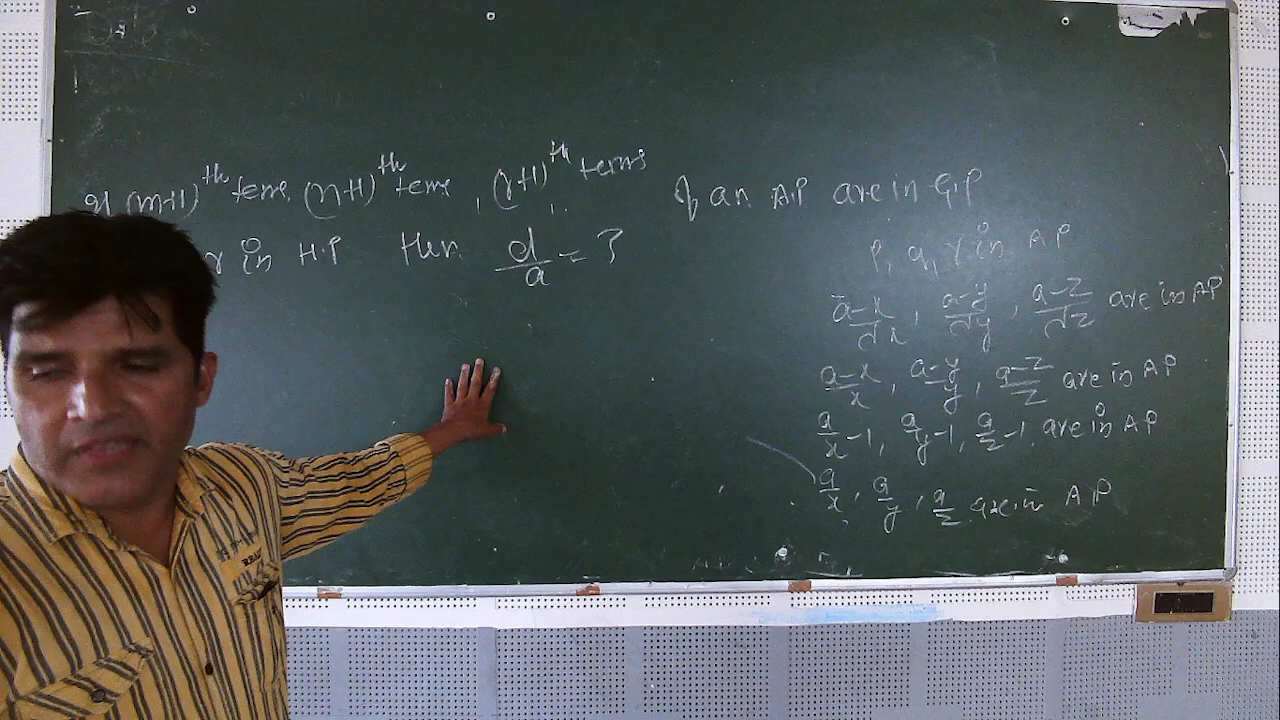 If (m+1)^th term, (n+1)^th term, (r+1)^th terms of an A.P are in G.P
r in H.P then d/a = ?
p, q, r in A P
a-x/dx, a-y/dy, a-z/dz are in AP
a-x/x, a-y/y, a-z/z are in AP
a/x-1, a/y-1, a/z-1 are in AP
a/x, a/y, a/z are in A P